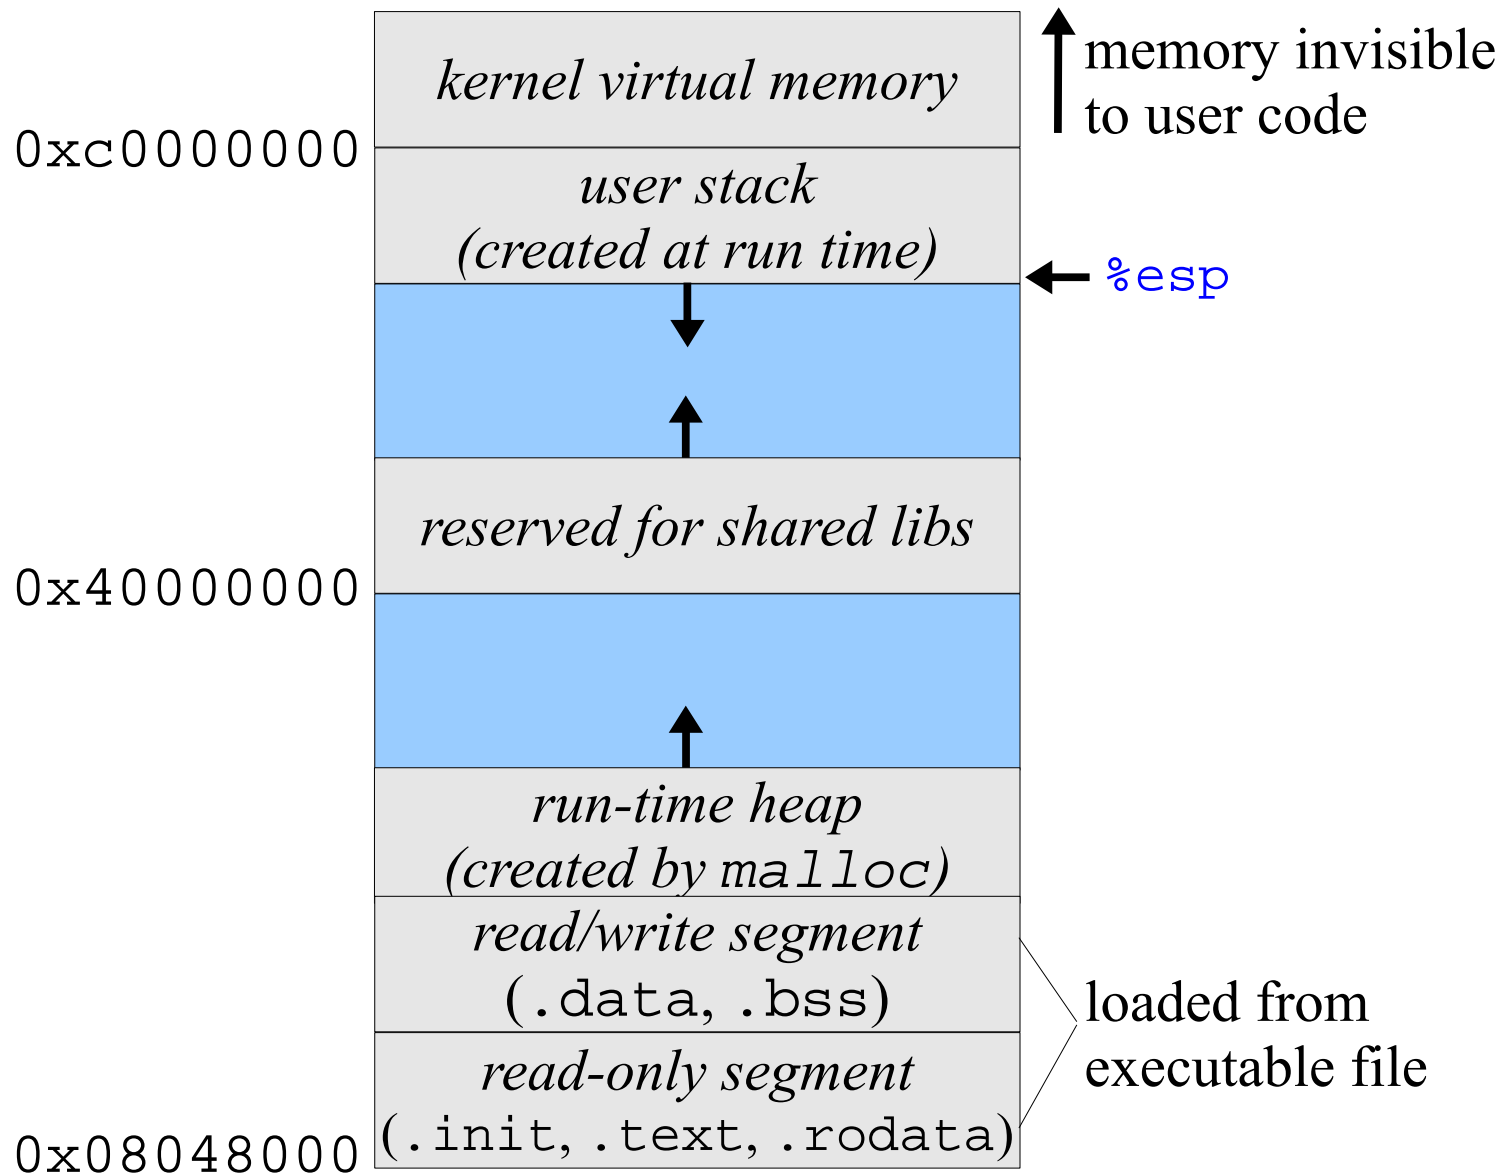 kernel virtual memory
memory invisible
to user code
0xc0000000
user stack
(created at run time)
%esp
reserved for shared libs
0x40000000
run-time heap
(created by malloc)
read/write segment
(.data, .bss)
loaded from
executable file
read-only segment
(.init, .text, .rodata)
0x08048000